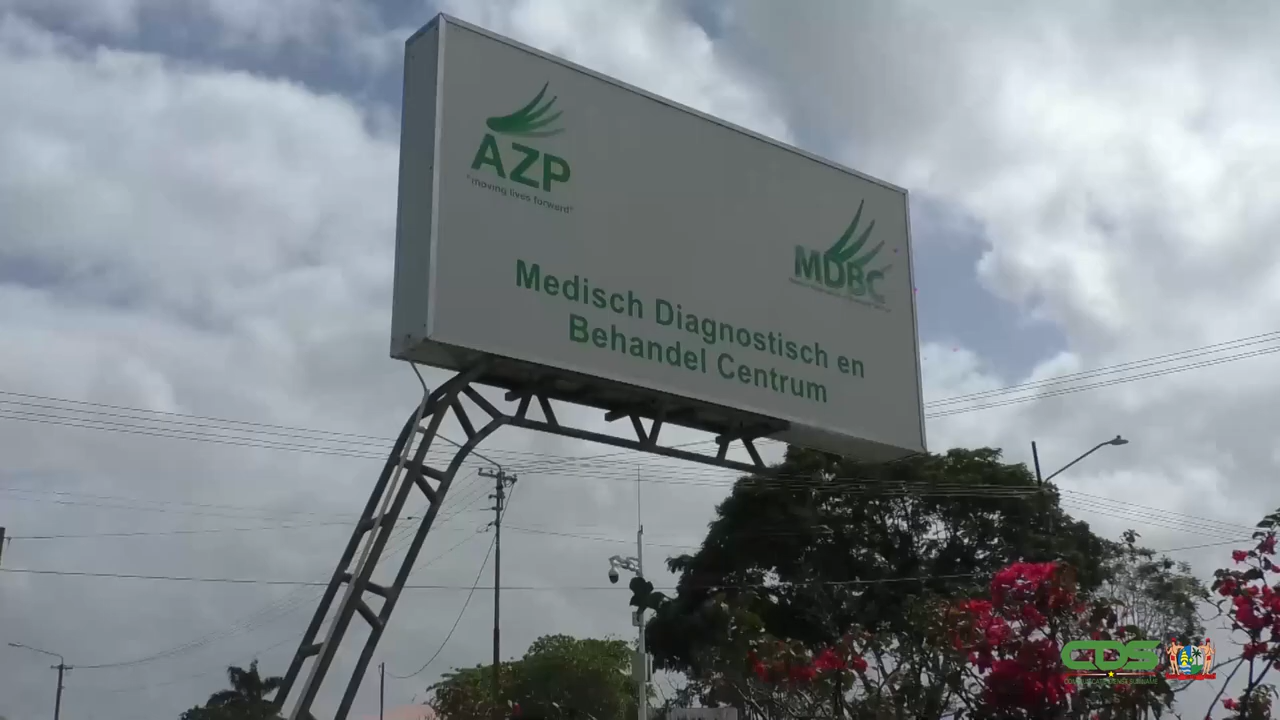 AZP
"moving lives forward"
MDBC
Medisch Diagnostisch en
Behandel Centrum
CDS